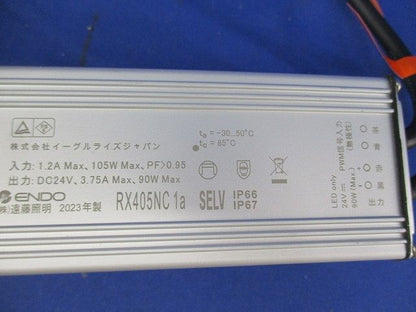 ta = -30...50°C
tc = 85°C
株式会社イーグルライズジャパン
入力: 1.2A Max, 105W Max, PF>0.95
出力: DC24V, 3.75A Max, 90W Max
ENDO
㈱遠藤照明 2023年製
RX405NC 1a
SELV
IP66
IP67
LED only
24V
90W(Max)
PWM信号入力
(無極性)
茶
青
赤
黒
出力